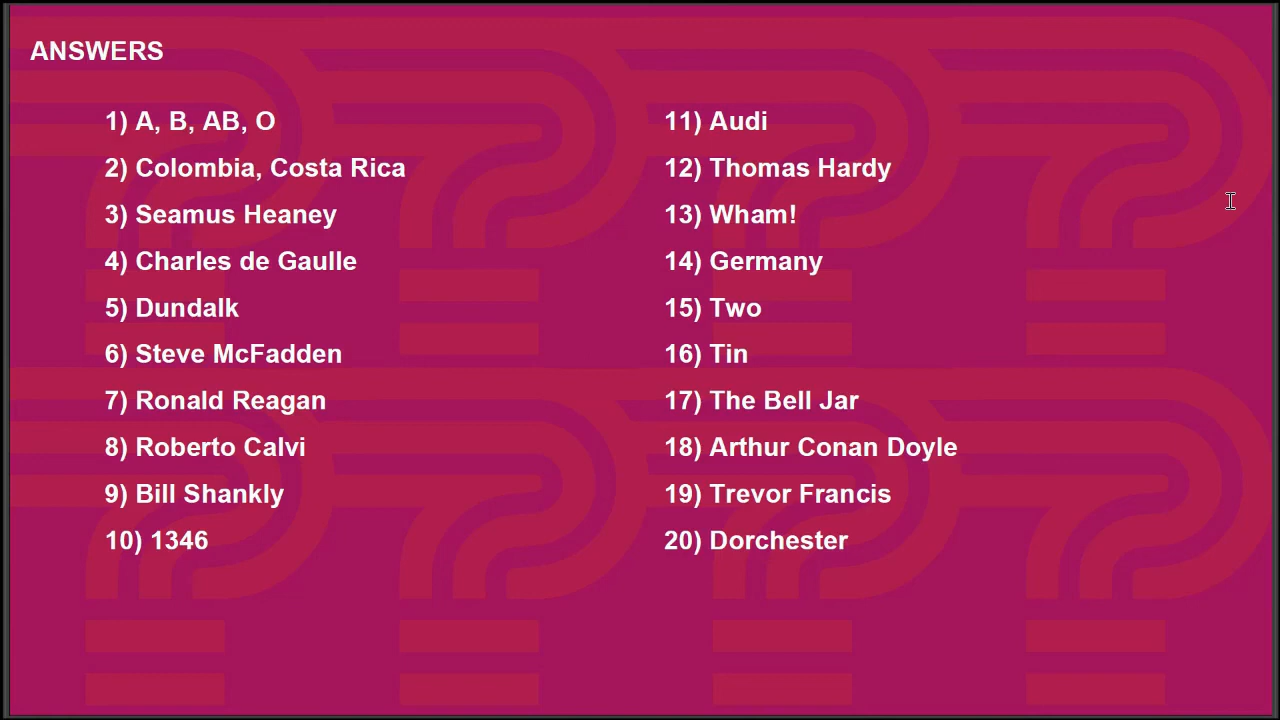 ANSWERS
1) A, B, AB, O
2) Colombia, Costa Rica
3) Seamus Heaney
4) Charles de Gaulle
5) Dundalk
6) Steve McFadden
7) Ronald Reagan
8) Roberto Calvi
9) Bill Shankly
10) 1346
11) Audi
12) Thomas Hardy
13) Wham!
14) Germany
15) Two
16) Tin
17) The Bell Jar
18) Arthur Conan Doyle
19) Trevor Francis
20) Dorchester